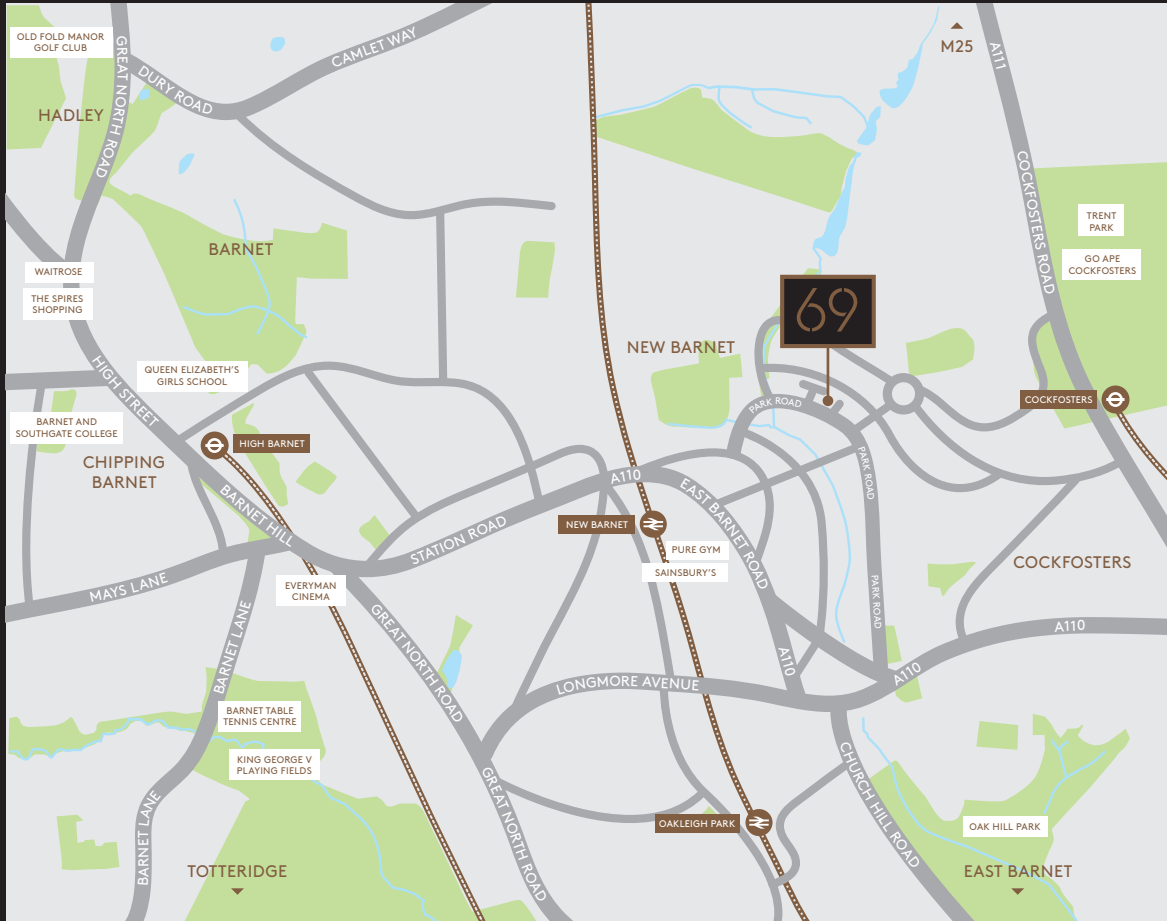 OLD FOLD MANOR
GOLF CLUB
GREAT NORTH ROAD
DURY ROAD
CAMLET WAY
M25
A111
HADLEY
COCKFOSTERS ROAD
TRENT
PARK
GO APE
COCKFOSTERS
BARNET
WAITROSE
THE SPIRES
SHOPPING
69
NEW BARNET
HIGH STREET
QUEEN ELIZABETH'S
GIRLS SCHOOL
PARK ROAD
COCKFOSTERS
BARNET AND
SOUTHGATE COLLEGE
HIGH BARNET
CHIPPING
BARNET
A110
PARK ROAD
BARNET HILL
EAST BARNET ROAD
STATION ROAD
NEW BARNET
PURE GYM
SAINSBURY'S
COCKFOSTERS
MAYS LANE
EVERYMAN
CINEMA
PARK ROAD
A110
BARNET LANE
GREAT NORTH ROAD
A110
A110
LONGMORE AVENUE
BARNET TABLE
TENNIS CENTRE
KING GEORGE V
PLAYING FIELDS
CHURCH HILL ROAD
BARNET LANE
GREAT NORTH ROAD
OAKLEIGH PARK
OAK HILL PARK
TOTTERIDGE
EAST BARNET